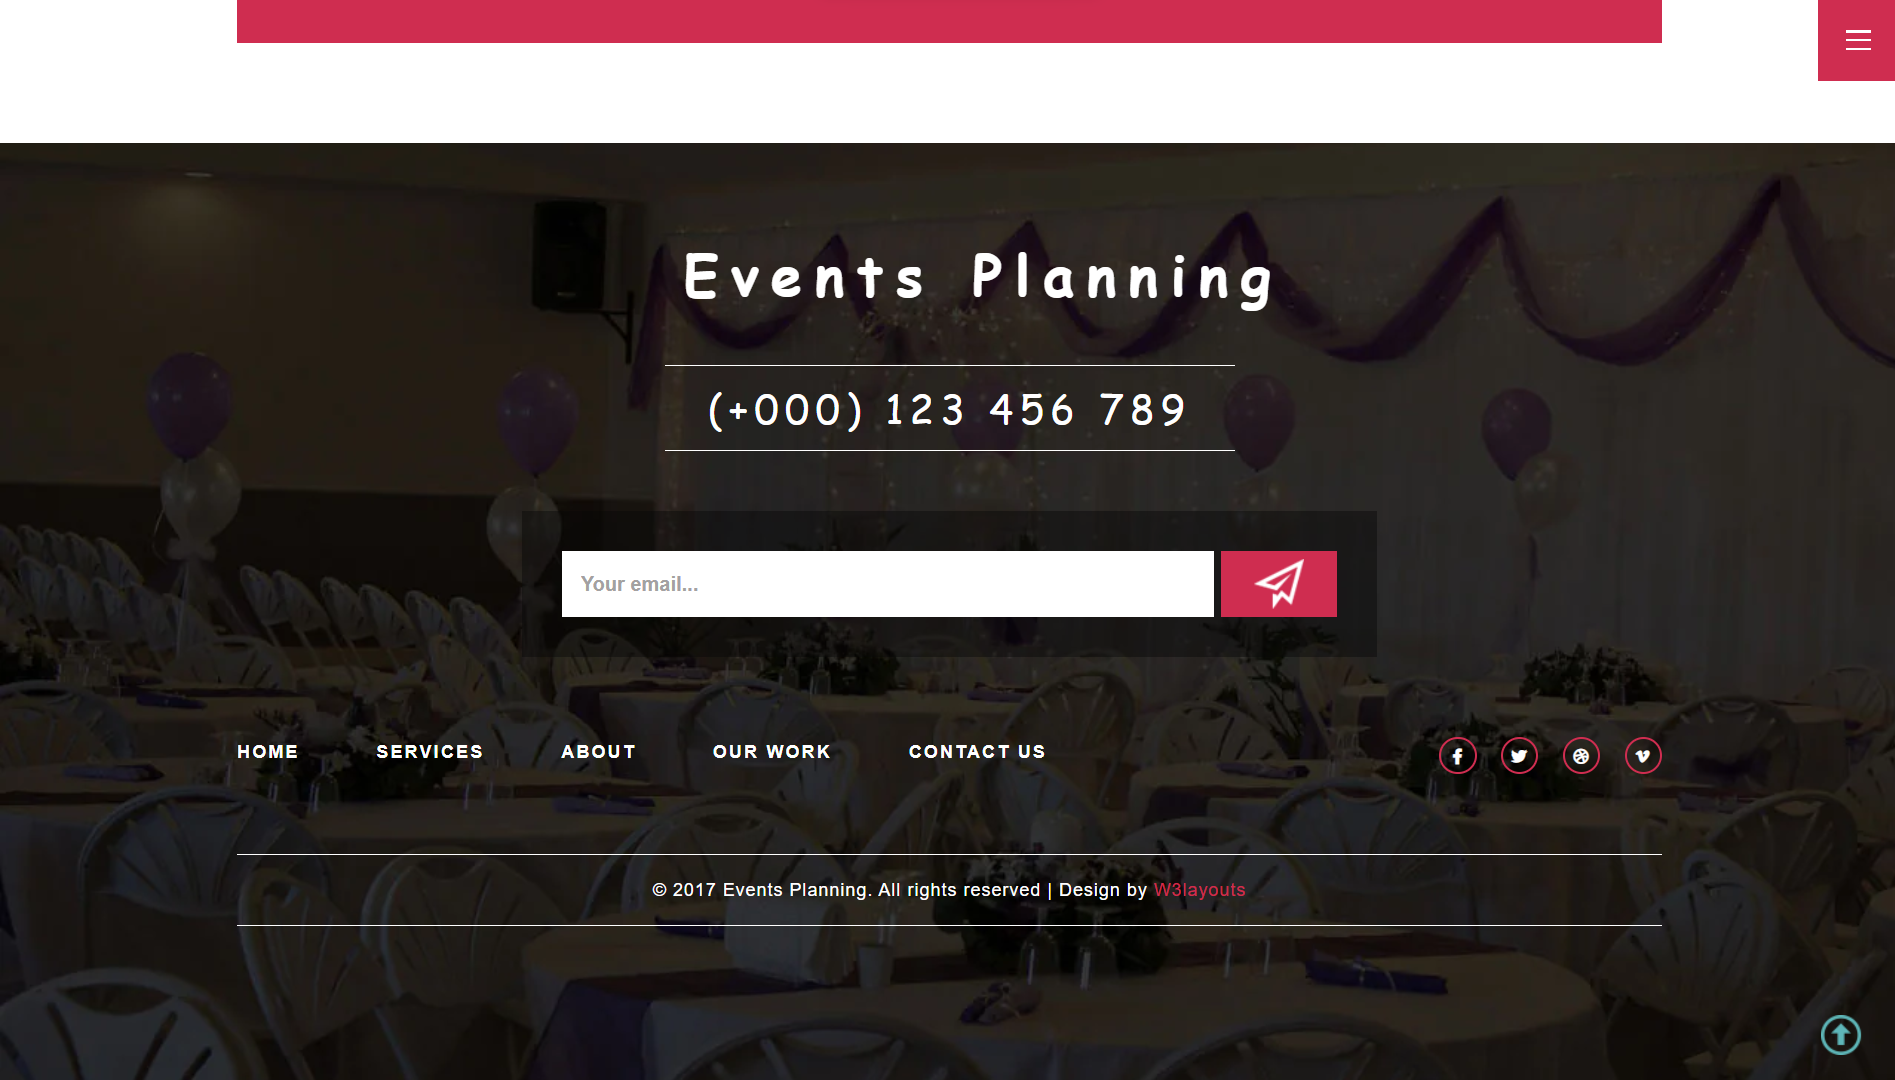 Events Planning
(+000) 123 456 789
Your email...
HOME SERVICES ABOUT OUR WORK CONTACT US
© 2017 Events Planning. All rights reserved | Design by W3layouts